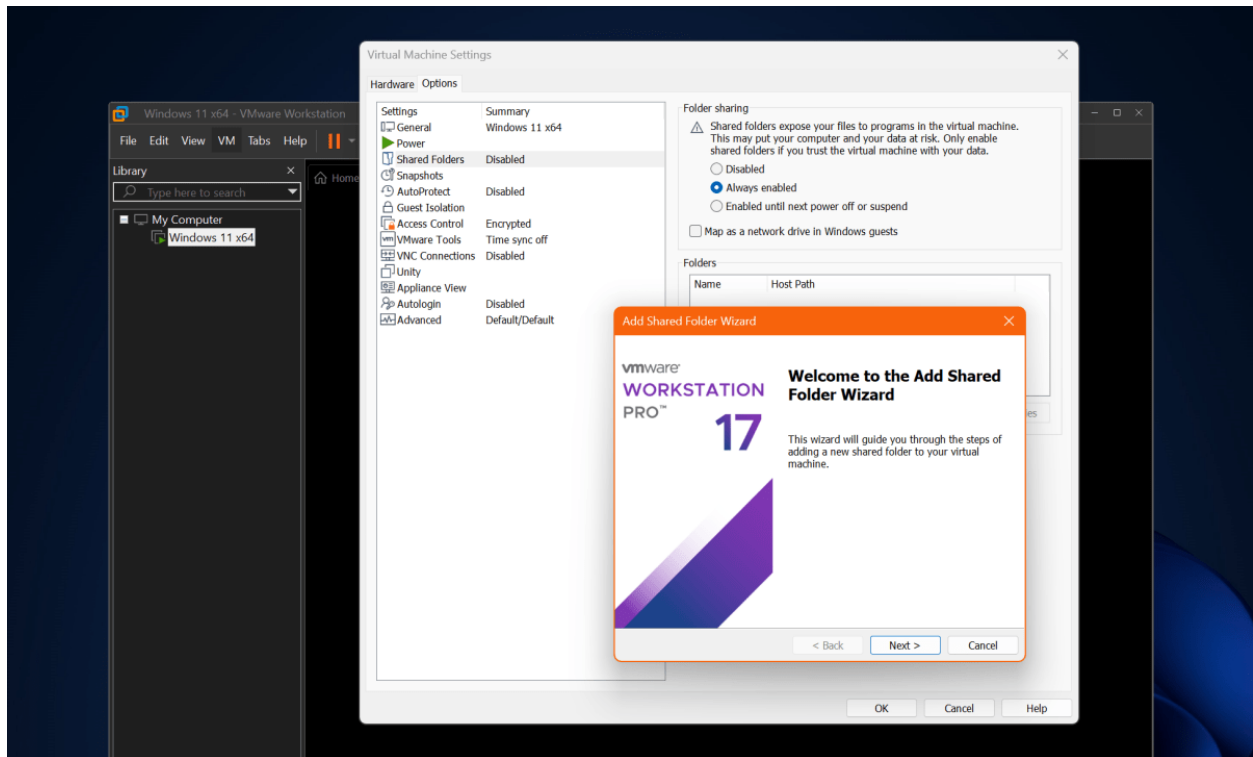 Virtual Machine Settings
Hardware Options
Settings Summary
General Windows 11 x64
Power
Shared Folders Disabled
Snapshots
AutoProtect Disabled
Guest Isolation
Access Control Encrypted
vm VMware Tools Time sync off
VNC Connections Disabled
Unity
Appliance View
Autologin Disabled
Advanced Default/Default
Folder sharing
Shared folders expose your files to programs in the virtual machine.
This may put your computer and your data at risk. Only enable
shared folders if you trust the virtual machine with your data.
Disabled
Always enabled
Enabled until next power off or suspend
Map as a network drive in Windows guests
Folders
Name Host Path
OK Cancel Help
Windows 11 x64 - VMware Workstation
File Edit View VM Tabs Help
Library
Type here to search
Home
My Computer
Windows 11 x64
Add Shared Folder Wizard
vmware®
WORKSTATION
PRO™
17
Welcome to the Add Shared
Folder Wizard
This wizard will guide you through the steps of
adding a new shared folder to your virtual
machine.
< Back Next > Cancel